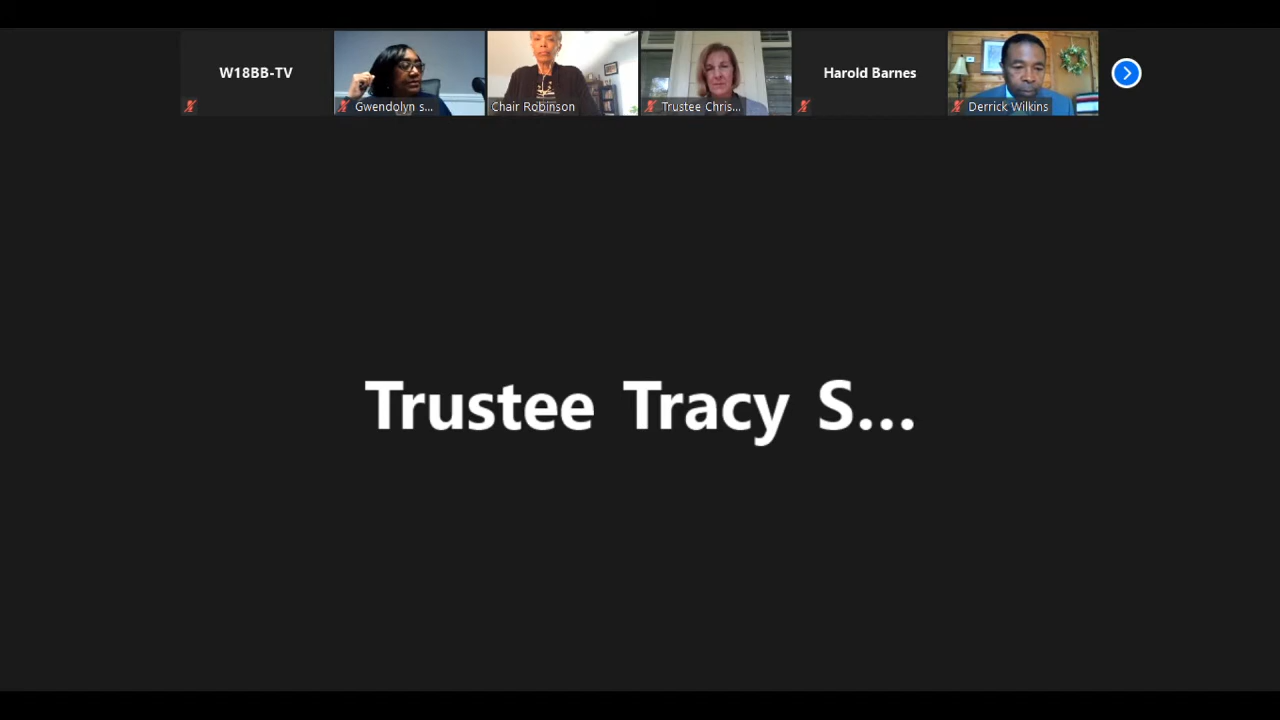 W18BB-TV
Gwendolyn s...
Chair Robinson
Trustee Chris...
Harold Barnes
Derrick Wilkins
Trustee Tracy S...